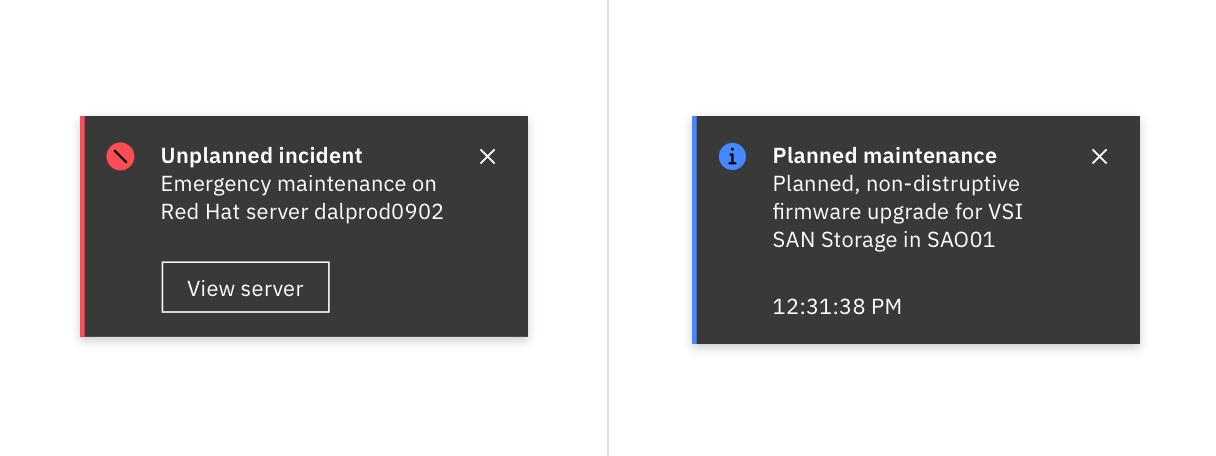 Unplanned incident
Emergency maintenance on
Red Hat server dalprod0902
View server
Planned maintenance
Planned, non-distruptive
firmware upgrade for VSI
SAN Storage in SAO01
12:31:38 PM